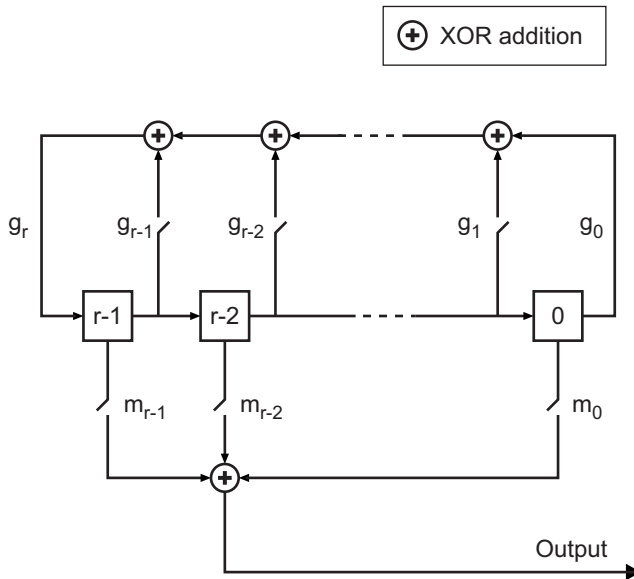 XOR addition
g_r
g_{r-1}
g_{r-2}
g_1
g_0
r-1
r-2
0
m_{r-1}
m_{r-2}
m_0
Output